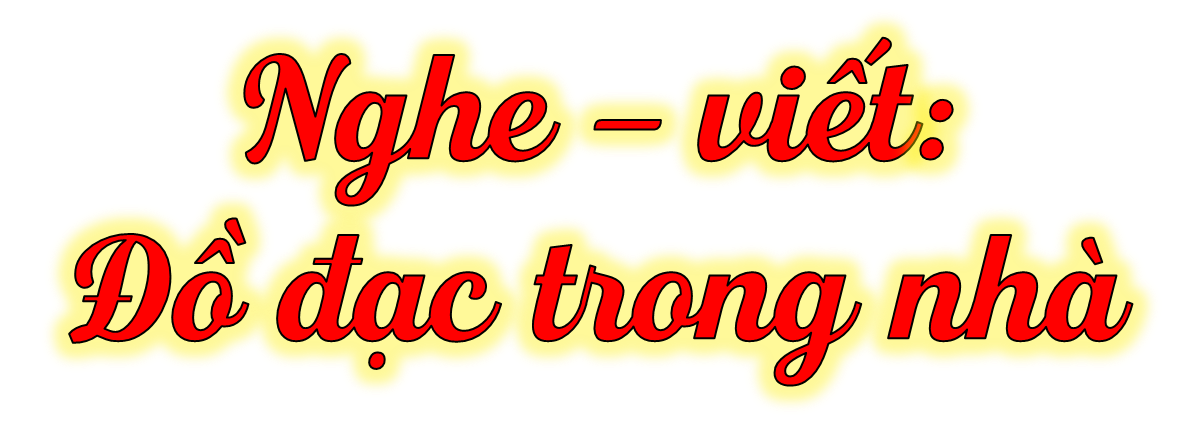 Nghe – viết:
Đồ đạc trong nhà